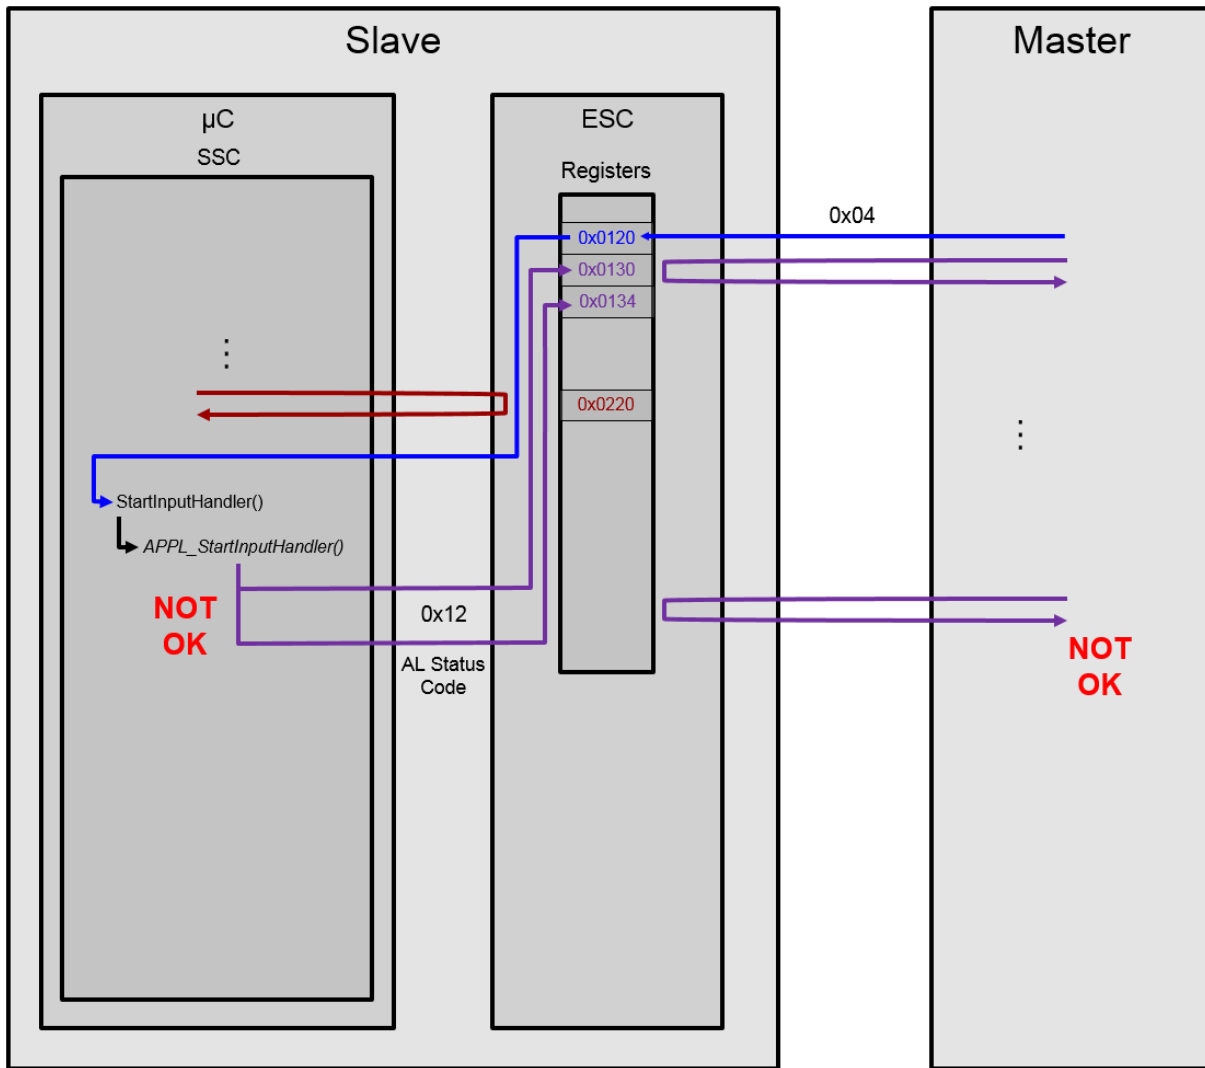 Slave
Master
µC
ESC
SSC
Registers
0x04
0x0120
0x0130
0x0134
⋮
0x0220
⋮
StartInputHandler()
APPL_StartInputHandler()
NOT
OK
0x12
AL Status
Code
NOT
OK